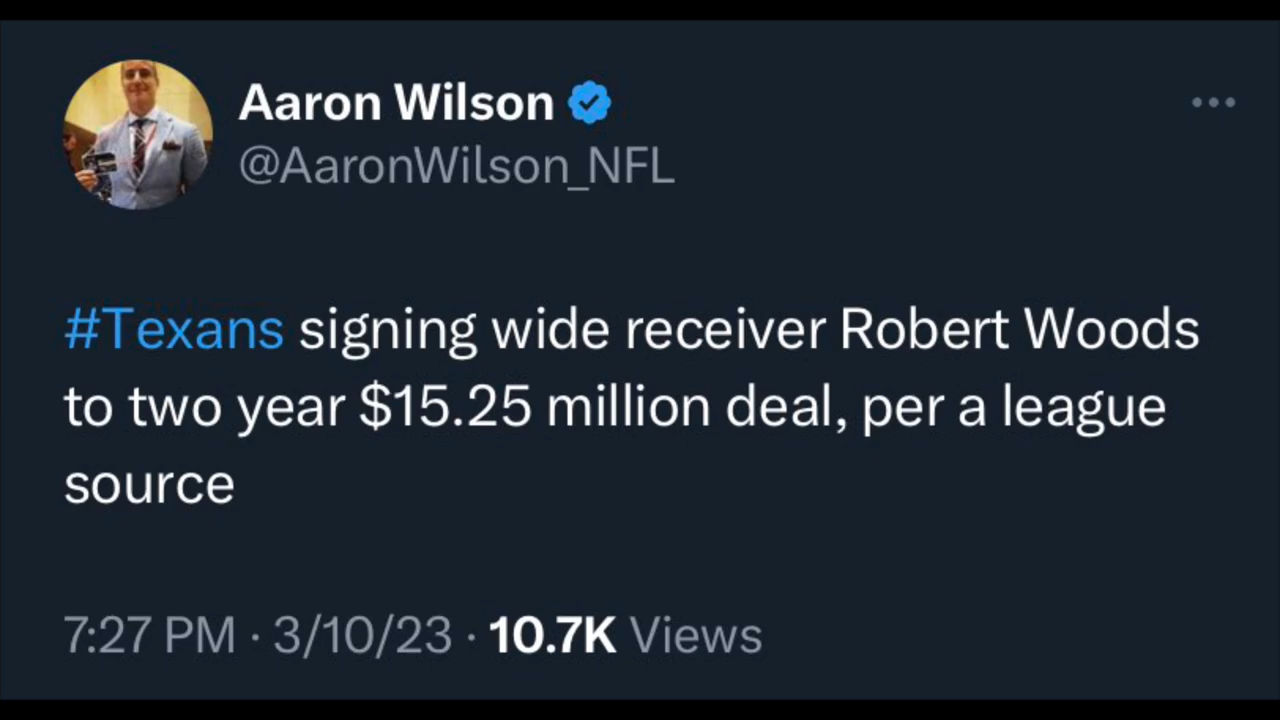 Aaron Wilson
@AaronWilson_NFL
#Texans signing wide receiver Robert Woods
to two year $15.25 million deal, per a league
source
7:27 PM · 3/10/23 · 10.7K Views